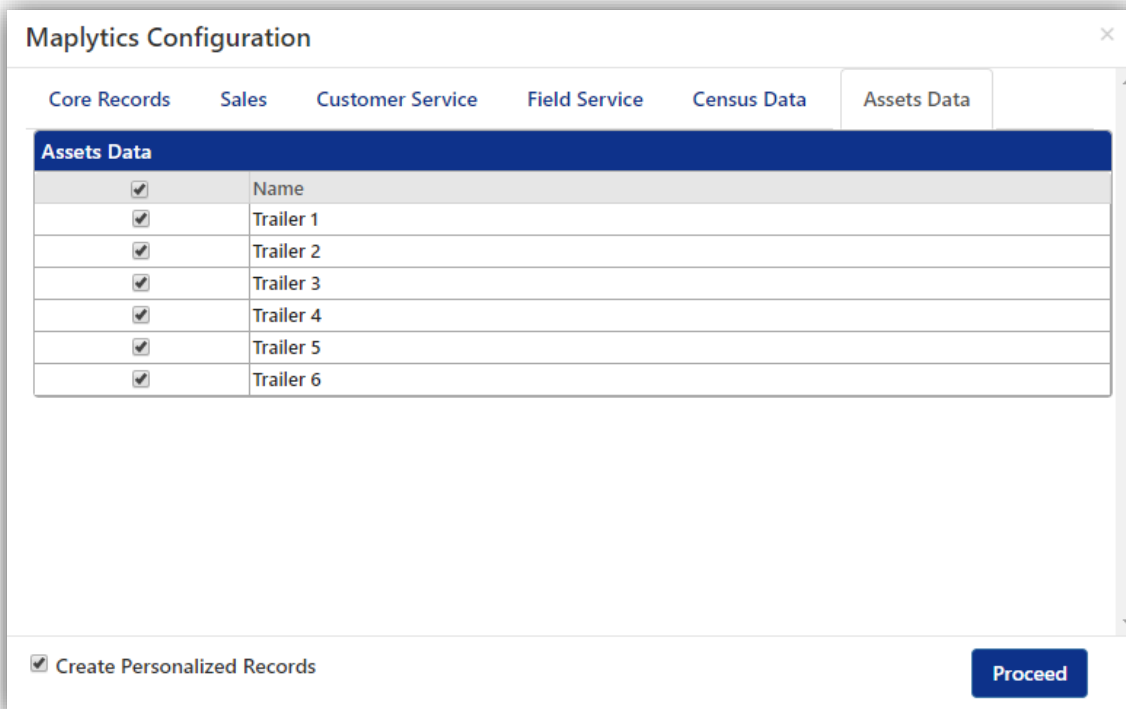 Maplytics Configuration
Core Records Sales Customer Service Field Service Census Data Assets Data
Assets Data
Name
Trailer 1
Trailer 2
Trailer 3
Trailer 4
Trailer 5
Trailer 6
Create Personalized Records
Proceed